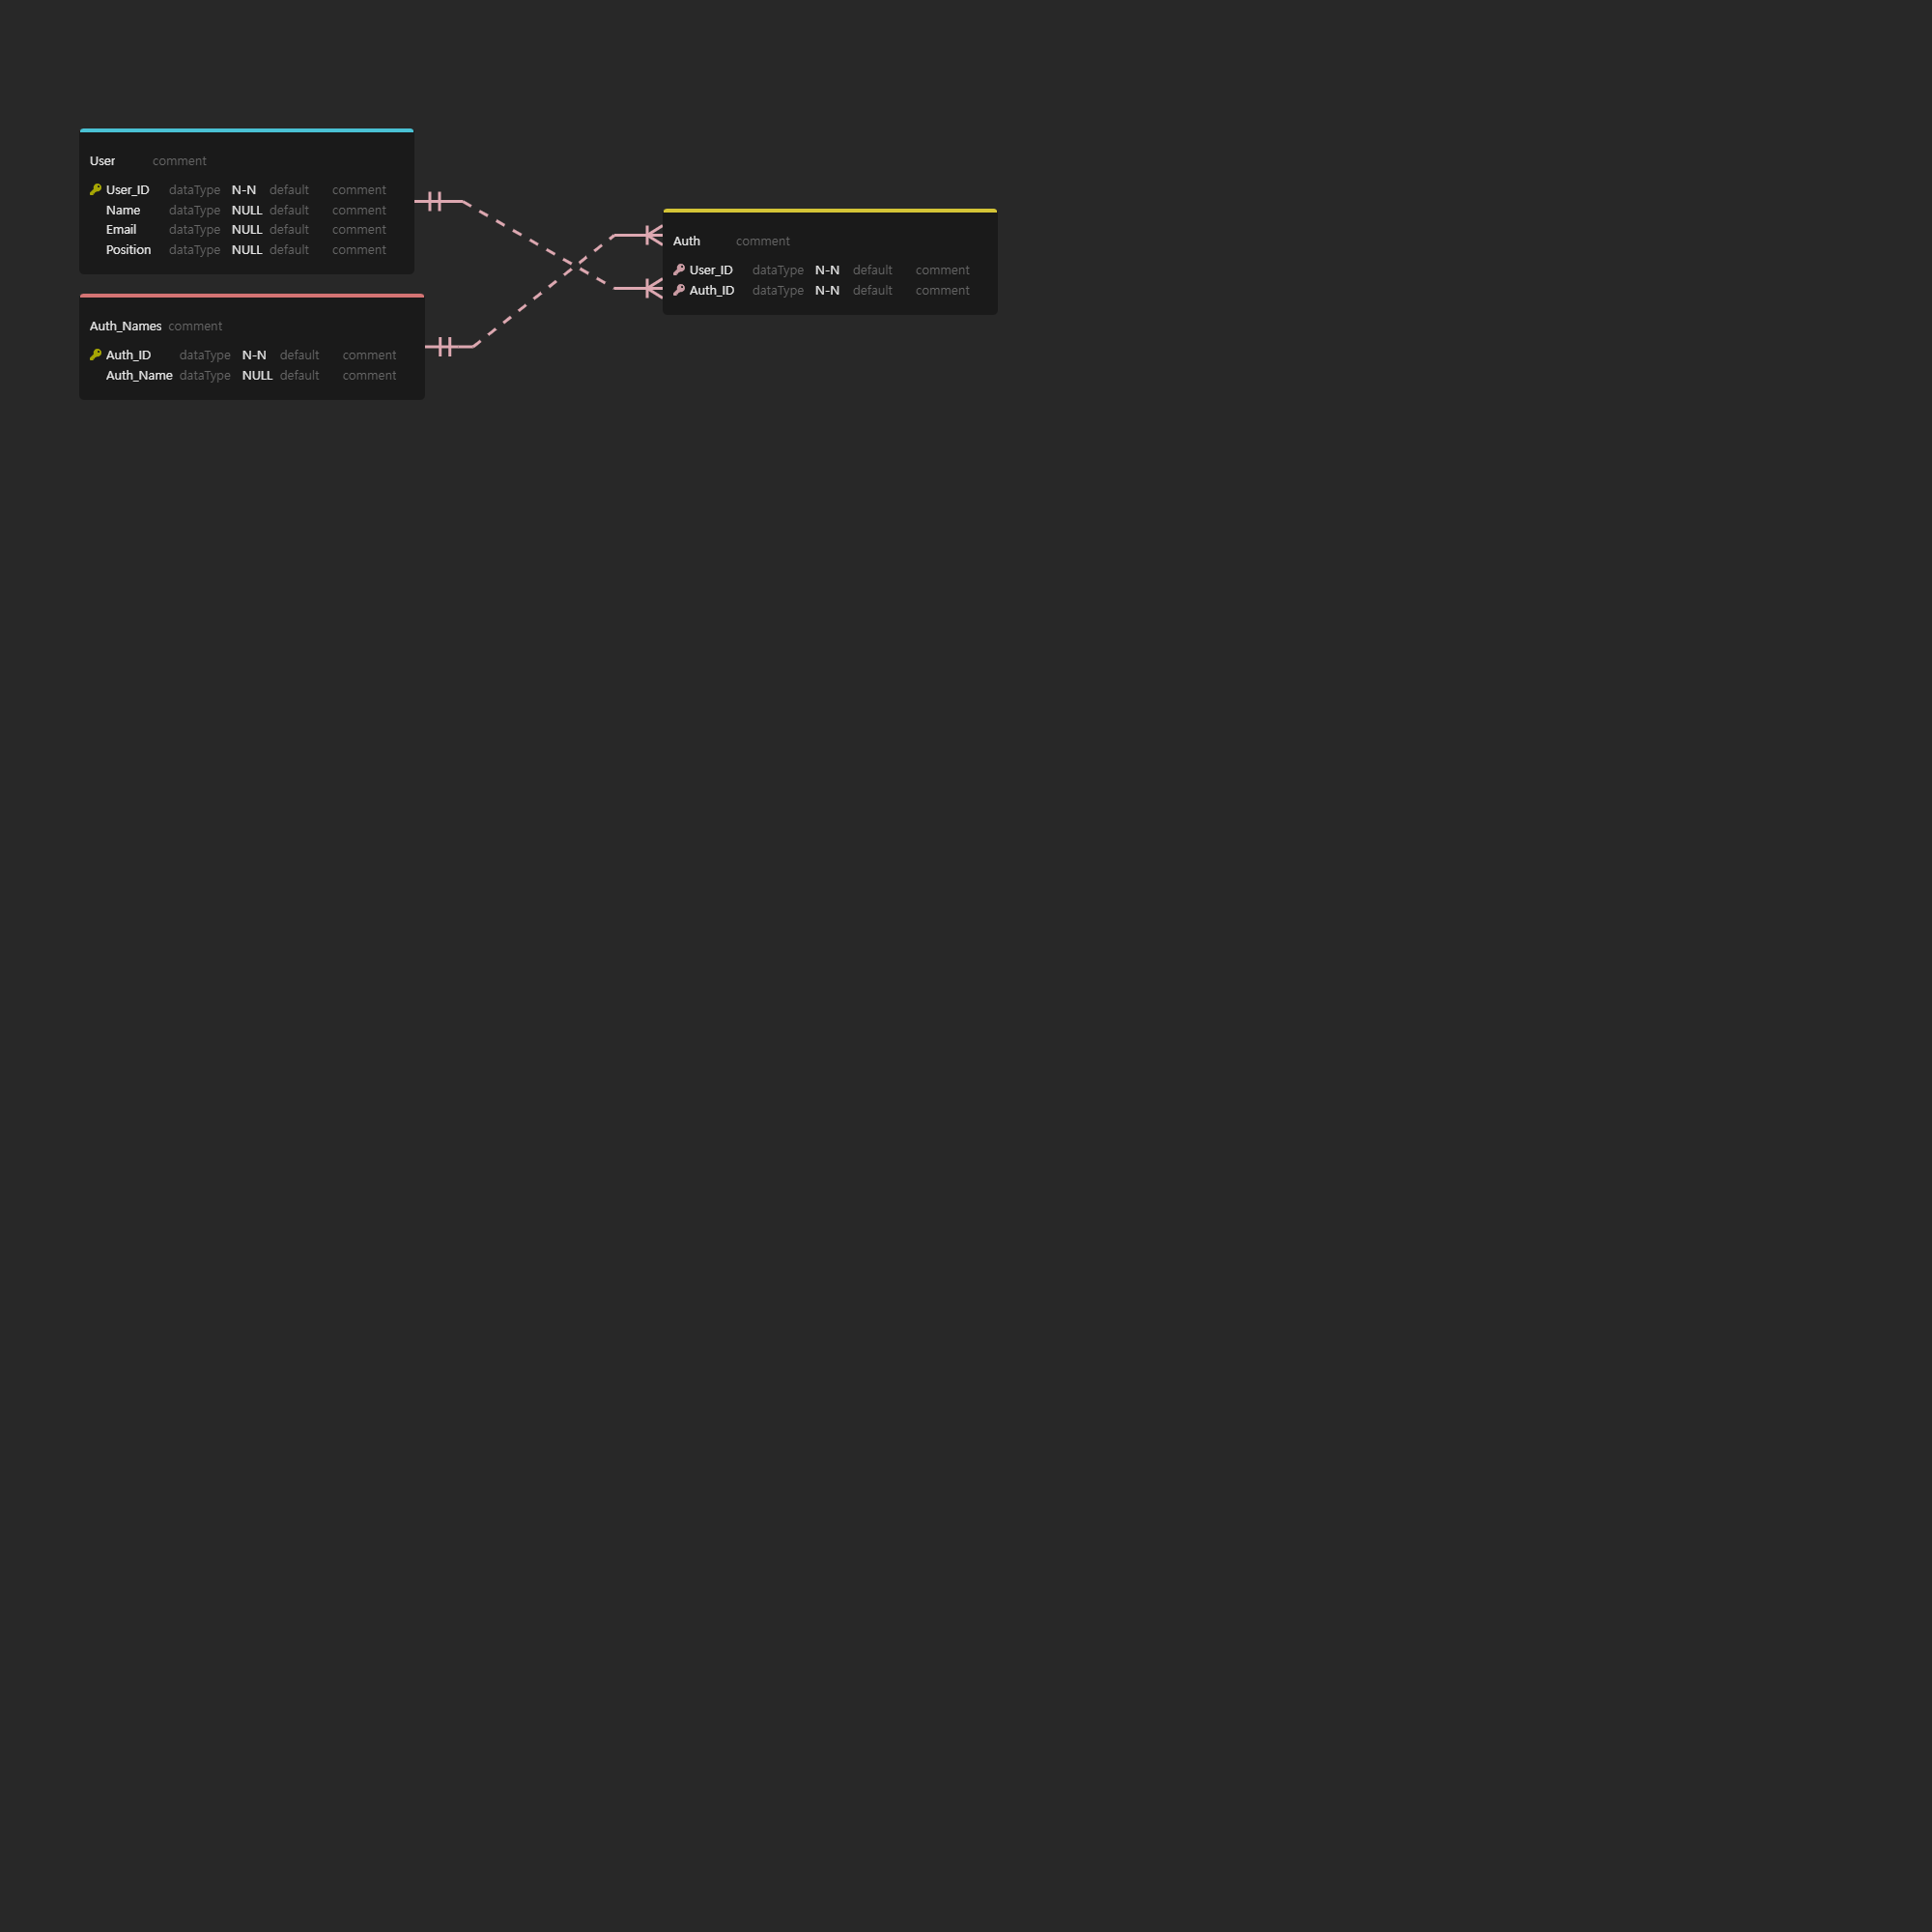 User comment
User_ID dataType N-N default comment
Name dataType NULL default comment
Email dataType NULL default comment
Position dataType NULL default comment
Auth_Names comment
Auth_ID dataType N-N default comment
Auth_Name dataType NULL default comment
Auth comment
User_ID dataType N-N default comment
Auth_ID dataType N-N default comment